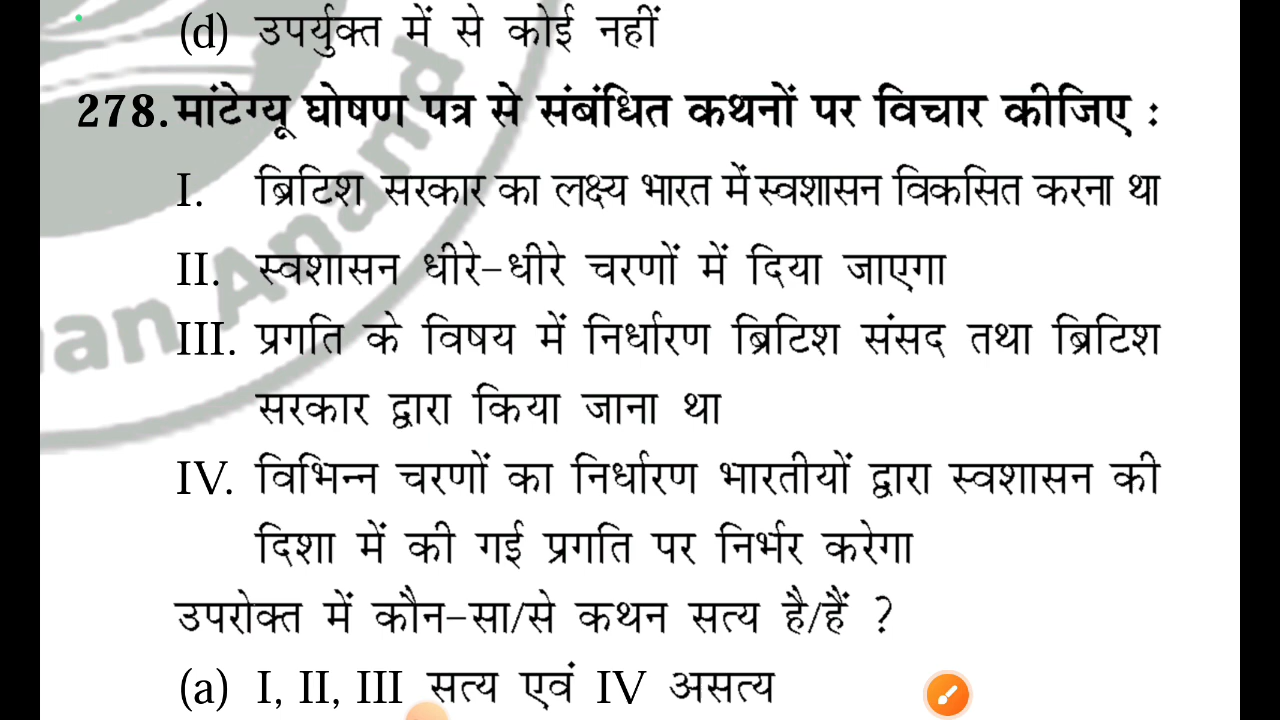 (d) उपर्युक्त में से कोई नहीं
278. मांटेग्यू घोषण पत्र से संबंधित कथनों पर विचार कीजिए :
I. ब्रिटिश सरकार का लक्ष्य भारत में स्वशासन विकसित करना था
II. स्वशासन धीरे-धीरे चरणों में दिया जाएगा
III. प्रगति के विषय में निर्धारण ब्रिटिश संसद तथा ब्रिटिश
सरकार द्वारा किया जाना था
IV. विभिन्न चरणों का निर्धारण भारतीयों द्वारा स्वशासन की
दिशा में की गई प्रगति पर निर्भर करेगा
उपरोक्त में कौन-सा/से कथन सत्य है/हैं ?
(a) I, II, III सत्य एवं IV असत्य
an Anand